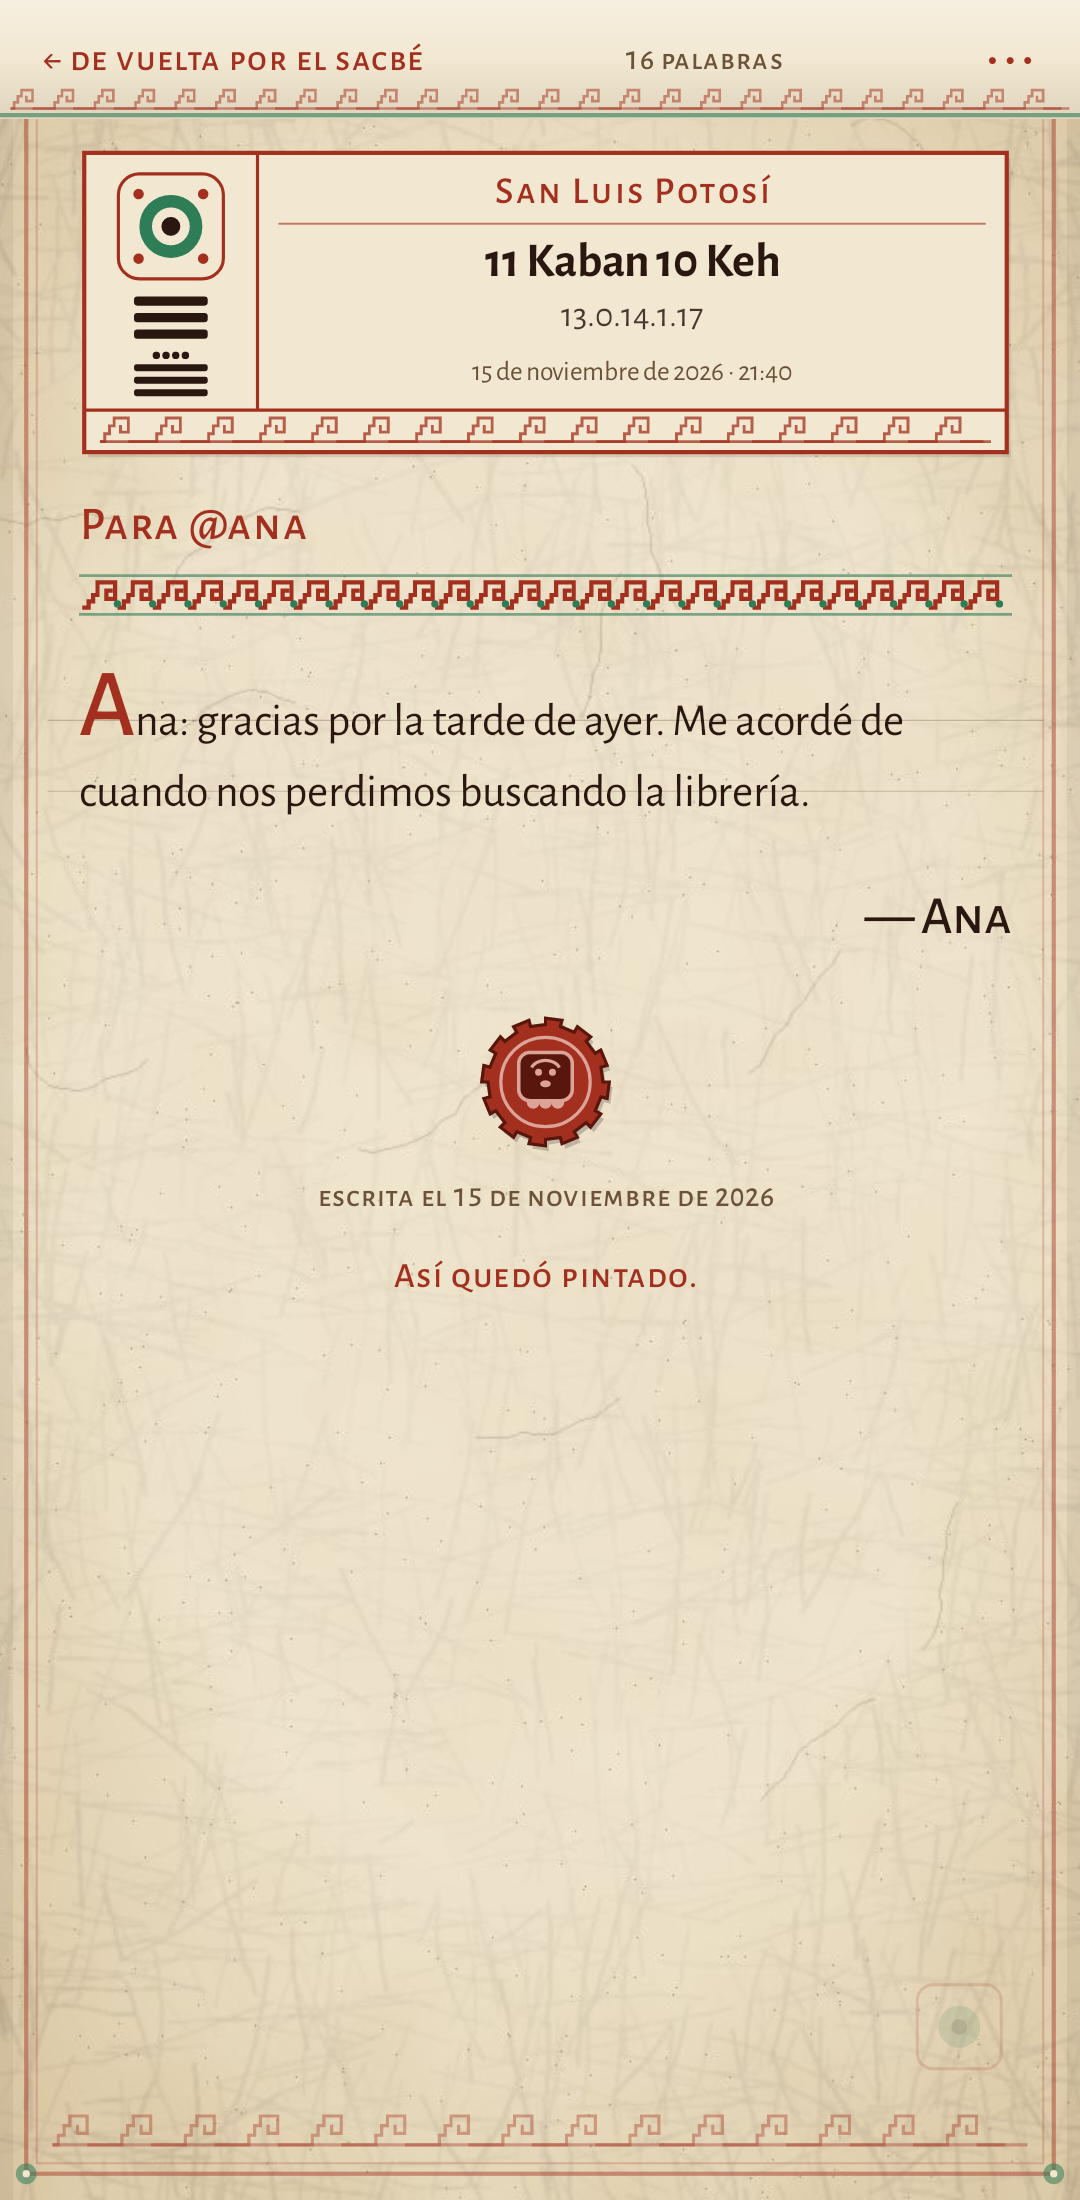 ← DE VUELTA POR EL SACBÉ
16 PALABRAS
•••
SAN LUIS POTOSÍ
11 Kaban 10 Keh
13.0.14.1.17
15 de noviembre de 2026 · 21:40
PARA @ANA
Ana: gracias por la tarde de ayer. Me acordé de
cuando nos perdimos buscando la librería.
— ANA
ESCRITA EL 15 DE NOVIEMBRE DE 2026
ASÍ QUEDÓ PINTADO.